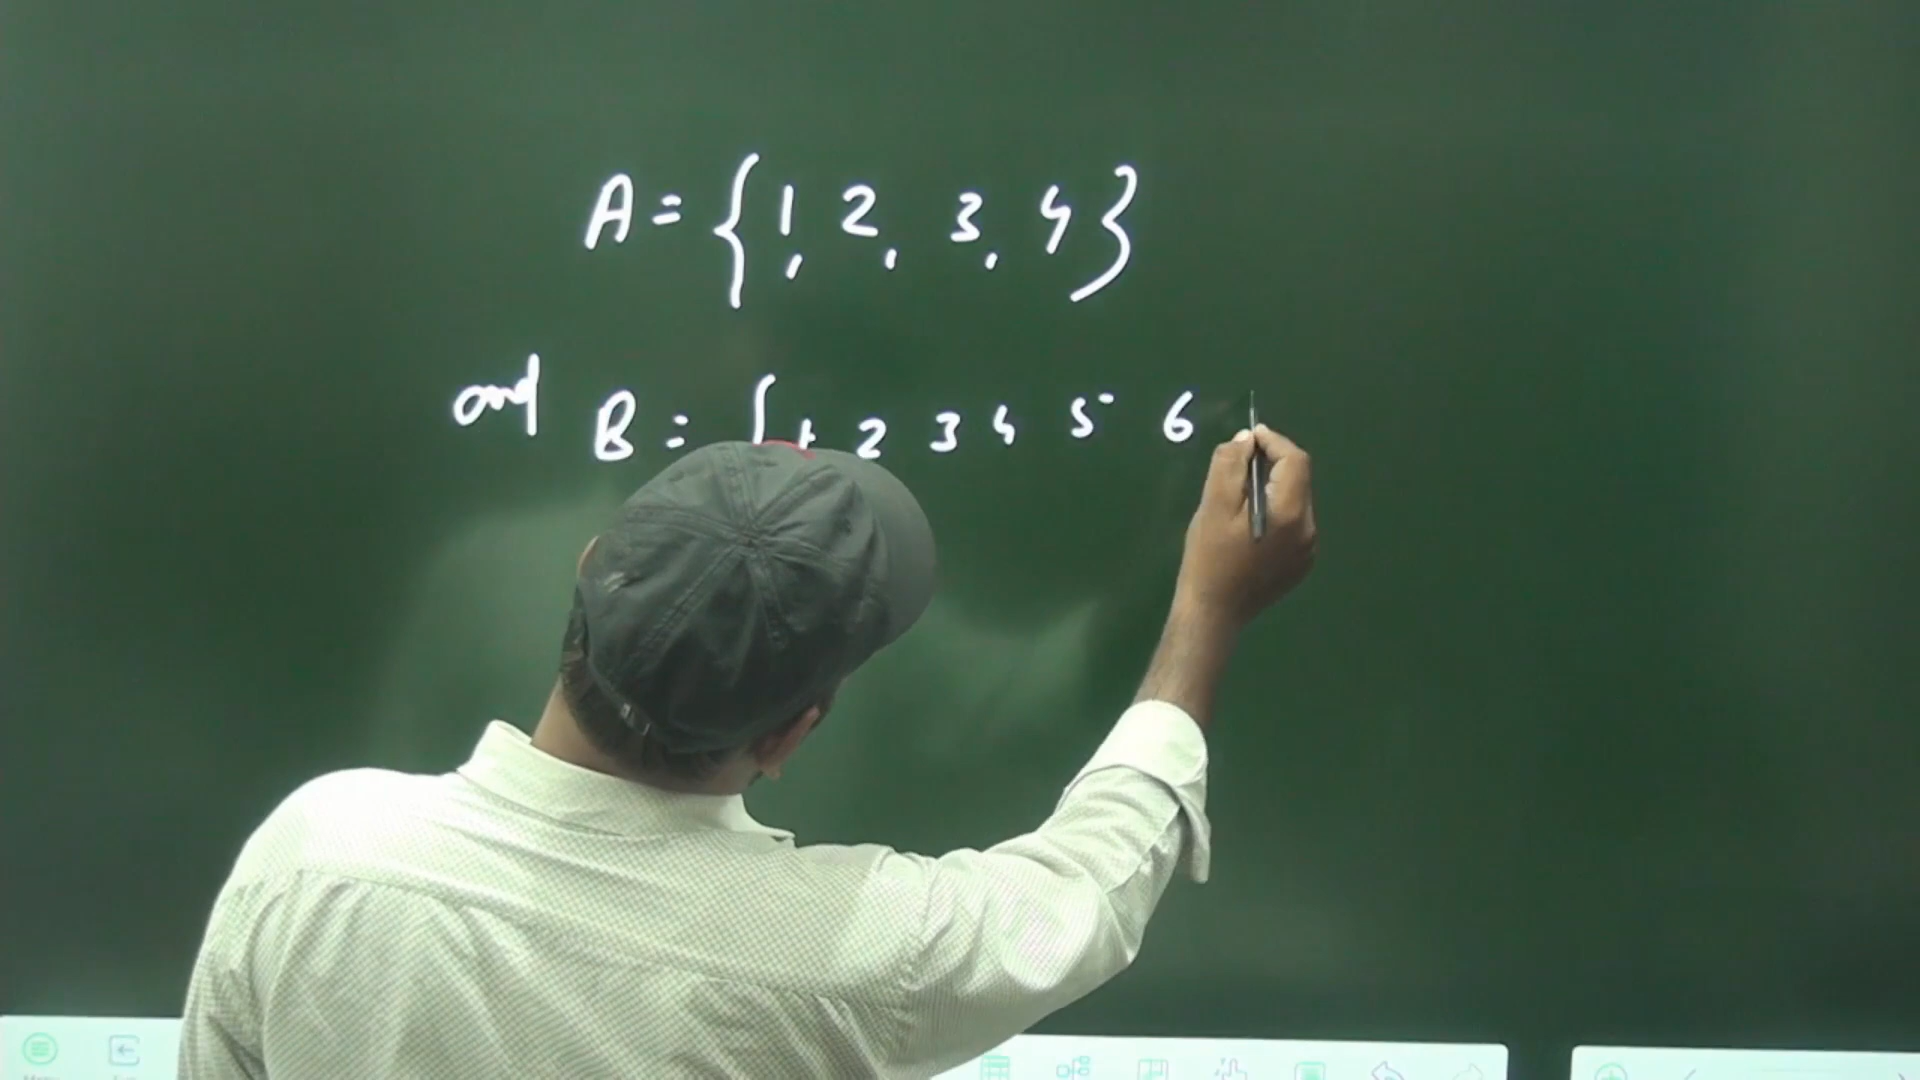 A = {1, 2, 3, 4}
and B = { 1 2 3 4 5 6